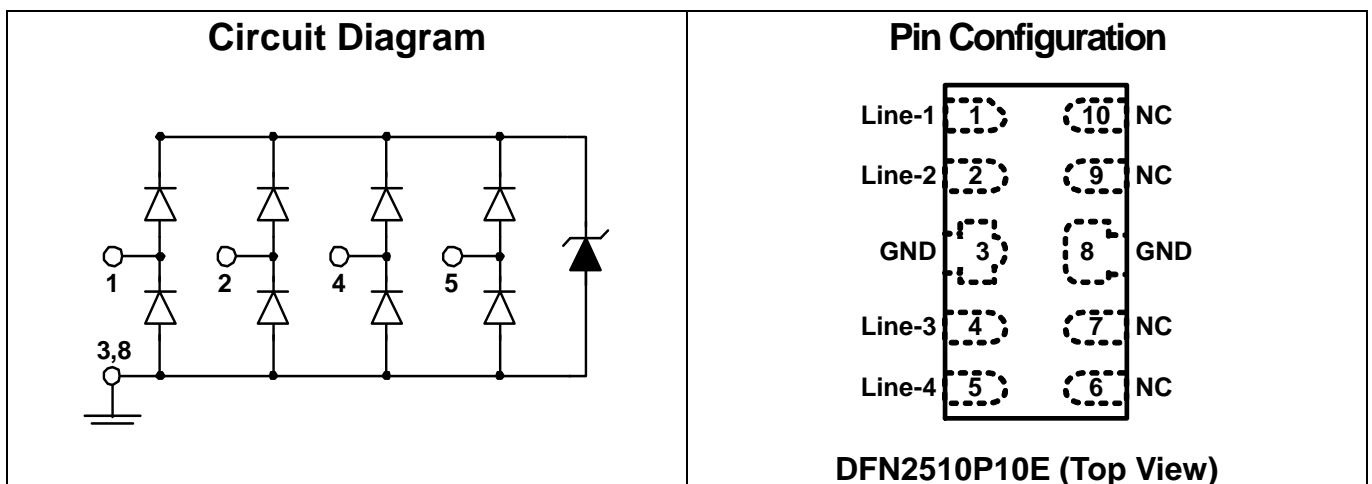 Circuit Diagram
1
2
4
5
3,8
Pin Configuration
Line-1 1 10 NC
Line-2 2 9 NC
GND 3 8 GND
Line-3 4 7 NC
Line-4 5 6 NC
DFN2510P10E (Top View)